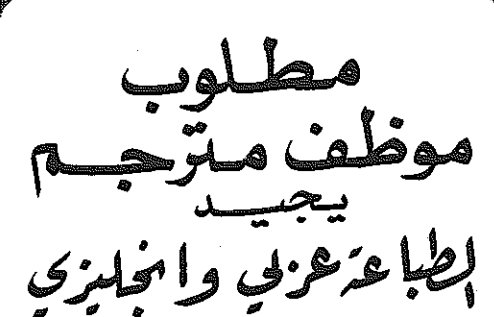 مطلوب
موظف مترجم
يجيد
الطباعة عربي وانجليزي